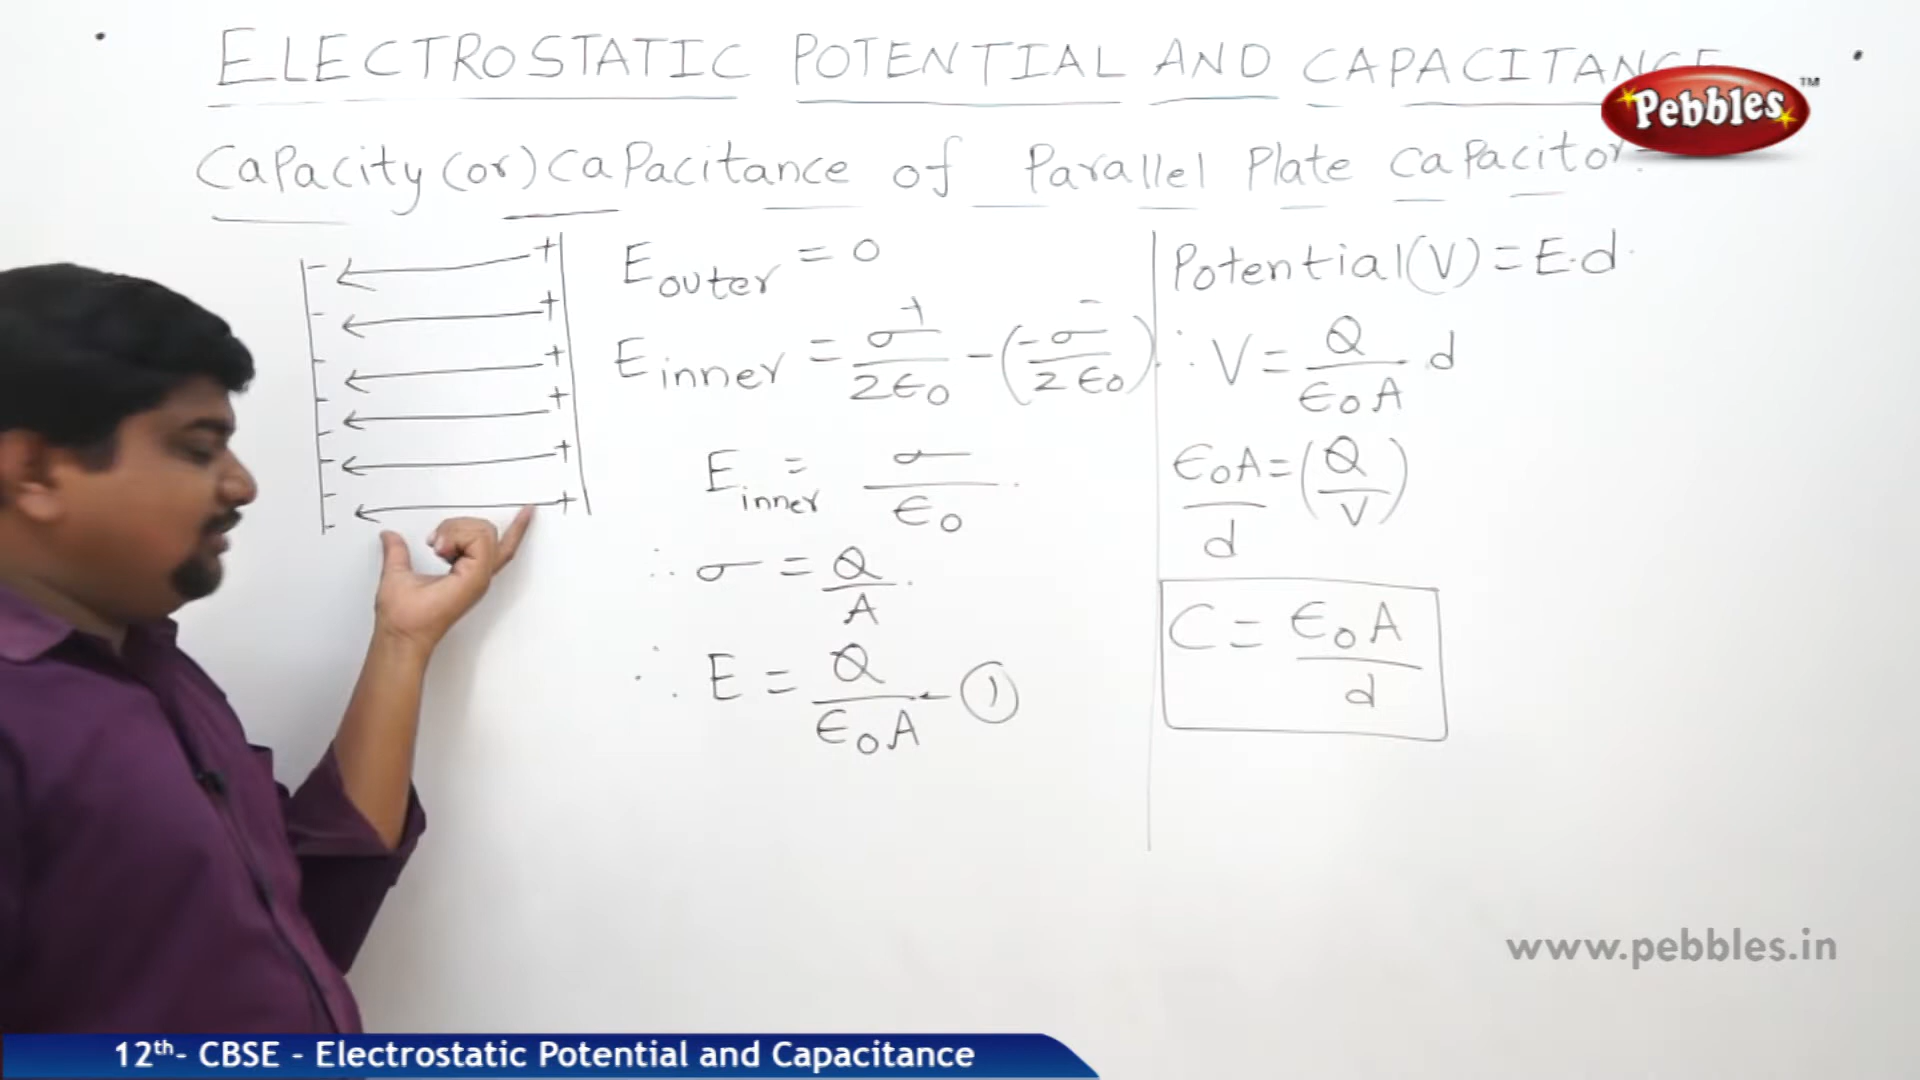 ELECTROSTATIC POTENTIAL AND CAPACITANCE
Pebbles™
Capacity (or) Capacitance of Parallel Plate Capacitor:-
E outer = 0
E inner = σ/2ϵ0 - (-σ/2ϵ0)
+ -
E inner = σ/ϵ0
∴ σ = Q/A
∴ E = Q/ϵ0A - ①
Potential (V) = E.d
∴ V = Q/ϵ0A d
ϵ0A/d = (Q/V)
C = ϵ0A/d
www.pebbles.in
12th- CBSE - Electrostatic Potential and Capacitance